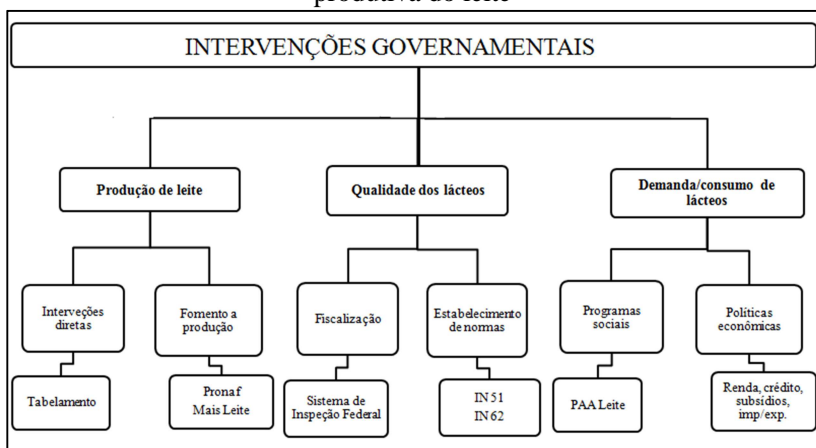 produtiva do leite
INTERVENÇÕES GOVERNAMENTAIS
Produção de leite
Qualidade dos lácteos
Demanda/consumo de
lácteos
Interveções
diretas
Fomento a
produção
Fiscalização
Estabelecimento
de normas
Programas
sociais
Políticas
econômicas
Tabelamento
Pronaf
Mais Leite
Sistema de
Inspeção Federal
IN 51
IN 62
PAA Leite
Renda, crédito,
subsídios,
imp/exp.